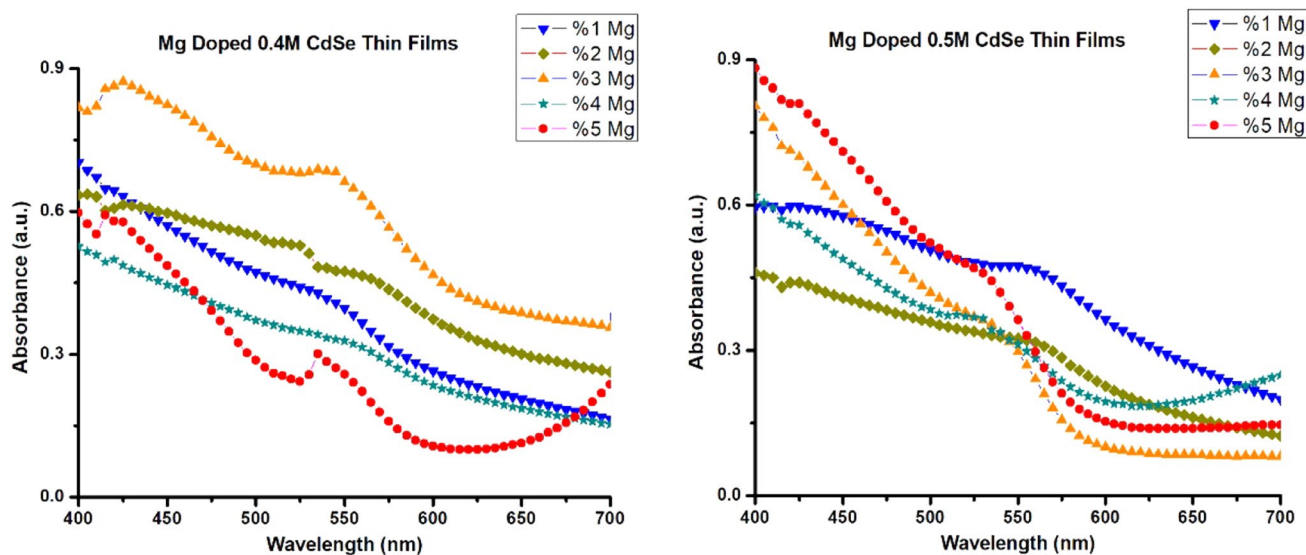 Mg Doped 0.4M CdSe Thin Films
%1 Mg
%2 Mg
%3 Mg
%4 Mg
%5 Mg
Absorbance (a.u.)
0.9
0.6
0.3
0.0
400 450 500 550 600 650 700
Wavelength (nm)
Mg Doped 0.5M CdSe Thin Films
%1 Mg
%2 Mg
%3 Mg
%4 Mg
%5 Mg
Absorbance (a.u.)
0.9
0.6
0.3
0.0
400 450 500 550 600 650 700
Wavelength (nm)